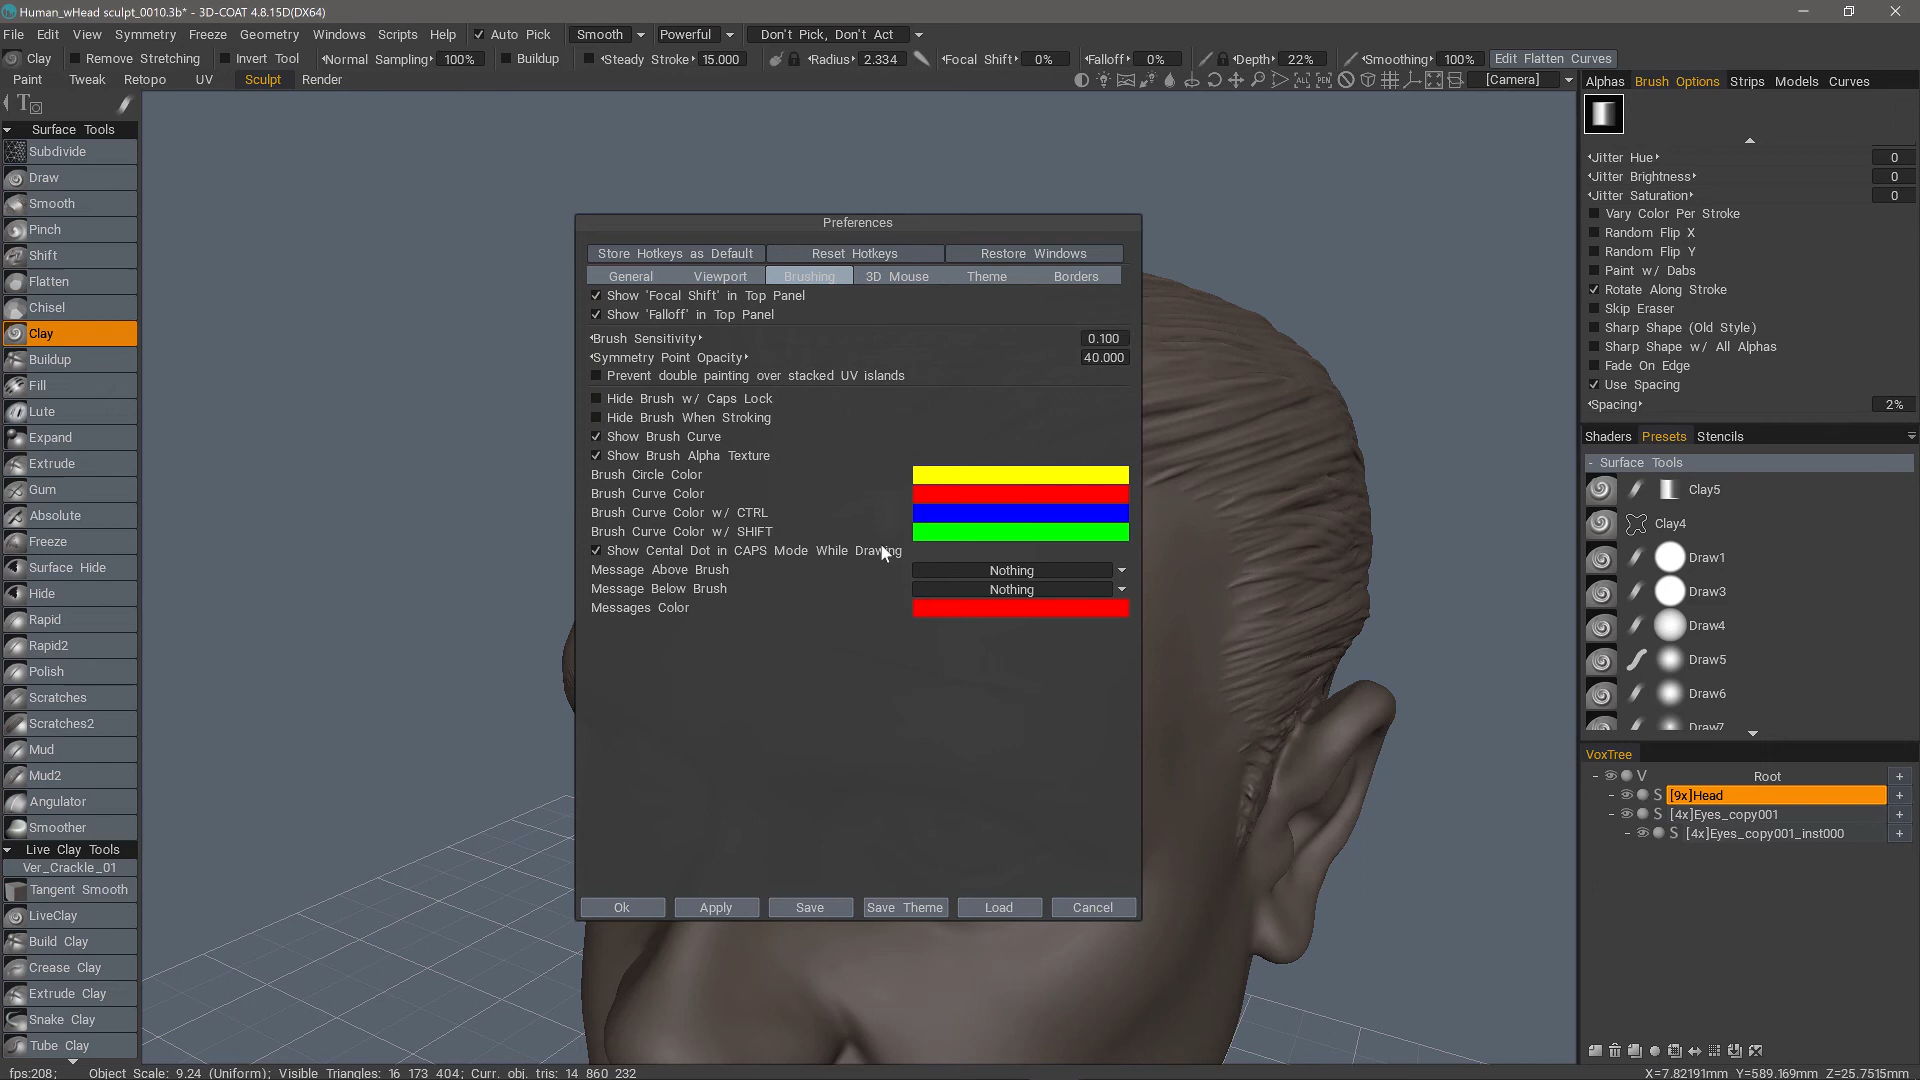 Human_wHead sculpt_0010.3b* - 3D-COAT 4.8.15D(DX64)
File Edit View Symmetry Freeze Geometry Windows Scripts Help Auto Pick Smooth Powerful Don't Pick, Don't Act
Clay Remove Stretching Invert Tool Normal Sampling 100% Buildup Steady Stroke 15.000 Radius 2.334 Focal Shift 0% Falloff 0% Depth 22% Smoothing 100% Edit Flatten Curves
Paint Tweak Retopo UV Sculpt Render [Camera]
Surface Tools
Subdivide
Draw
Smooth
Pinch
Shift
Flatten
Chisel
Clay
Buildup
Fill
Lute
Expand
Extrude
Gum
Absolute
Freeze
Surface Hide
Hide
Rapid
Rapid2
Polish
Scratches
Scratches2
Mud
Mud2
Angulator
Smoother
Live Clay Tools
Ver_Crackle_01
Tangent Smooth
LiveClay
Build Clay
Crease Clay
Extrude Clay
Snake Clay
Tube Clay
Preferences
Store Hotkeys as Default Reset Hotkeys Restore Windows
General Viewport Brushing 3D Mouse Theme Borders
Show 'Focal Shift' in Top Panel
Show 'Falloff' in Top Panel
Brush Sensitivity 0.100
Symmetry Point Opacity 40.000
Prevent double painting over stacked UV islands
Hide Brush w/ Caps Lock
Hide Brush When Stroking
Show Brush Curve
Show Brush Alpha Texture
Brush Circle Color
Brush Curve Color
Brush Curve Color w/ CTRL
Brush Curve Color w/ SHIFT
Show Cental Dot in CAPS Mode While Drawing
Message Above Brush Nothing
Message Below Brush Nothing
Messages Color
Ok Apply Save Save Theme Load Cancel
Alphas Brush Options Strips Models Curves
Jitter Hue 0
Jitter Brightness 0
Jitter Saturation 0
Vary Color Per Stroke
Random Flip X
Random Flip Y
Paint w/ Dabs
Rotate Along Stroke
Skip Eraser
Sharp Shape (Old Style)
Sharp Shape w/ All Alphas
Fade On Edge
Use Spacing
Spacing 2%
Shaders Presets Stencils
- Surface Tools
Clay5
Clay4
Draw1
Draw3
Draw4
Draw5
Draw6
Draw7
VoxTree
V Root +
S [9x]Head +
S [4x]Eyes_copy001 +
S [4x]Eyes_copy001_inst000 +
fps:208; Object Scale: 9.24 (Uniform); Visible Triangles: 16 173 404; Curr. obj. tris: 14 860 232 X=7.82191mm Y=589.169mm Z=25.7515mm